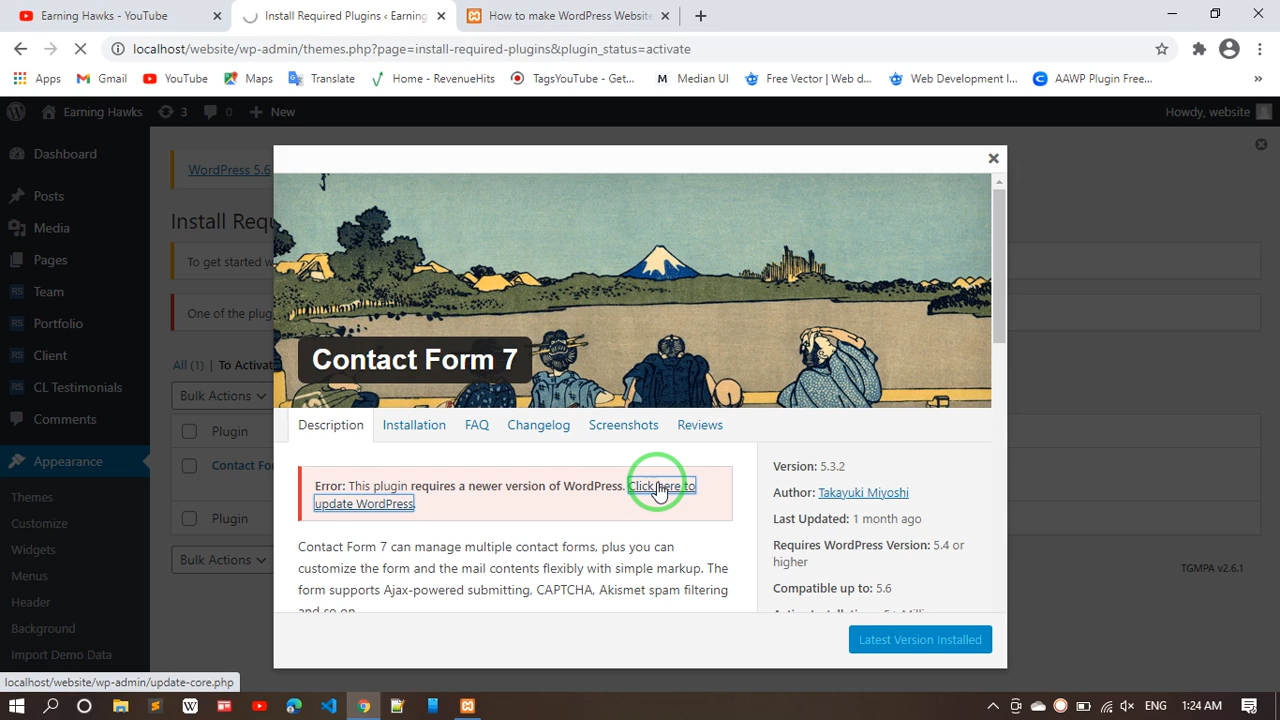 Earning Hawks - YouTube
Install Required Plugins ‹ Earning
How to make WordPress Website
localhost/website/wp-admin/themes.php?page=install-required-plugins&plugin_status=activate
Apps
Gmail
YouTube
Maps
Translate
Home - RevenueHits
TagsYouTube - Get...
Median UI
Free Vector | Web d...
Web Development I...
AAWP Plugin Free...
Earning Hawks
3
0
New
Howdy, website
Dashboard
Posts
Media
Pages
Team
Portfolio
Client
CL Testimonials
Comments
Appearance
Themes
Customize
Widgets
Menus
Header
Background
Import Demo Data
WordPress 5.6
Install Requ
To get started w
One of the plug
All (1) | To Activat
Bulk Actions
Plugin
Contact For
Plugin
Bulk Actions
TGMPA v2.6.1
Contact Form 7
Description
Installation
FAQ
Changelog
Screenshots
Reviews
Error: This plugin requires a newer version of WordPress. Click here to
update WordPress.
Contact Form 7 can manage multiple contact forms, plus you can
customize the form and the mail contents flexibly with simple markup. The
form supports Ajax-powered submitting, CAPTCHA, Akismet spam filtering
and so on.
Version: 5.3.2
Author: Takayuki Miyoshi
Last Updated: 1 month ago
Requires WordPress Version: 5.4 or
higher
Compatible up to: 5.6
Latest Version Installed
localhost/website/wp-admin/update-core.php
ENG
1:24 AM